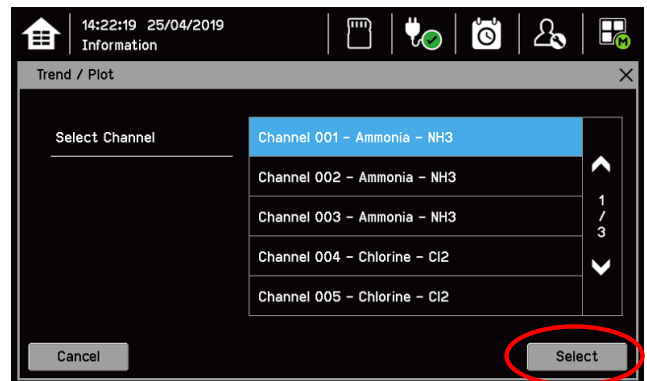 14:22:19 25/04/2019
Information
M
Trend / Plot
Select Channel
Channel 001 - Ammonia - NH3
Channel 002 - Ammonia - NH3
Channel 003 - Ammonia - NH3
Channel 004 - Chlorine - Cl2
Channel 005 - Chlorine - Cl2
1
/
3
Cancel
Select